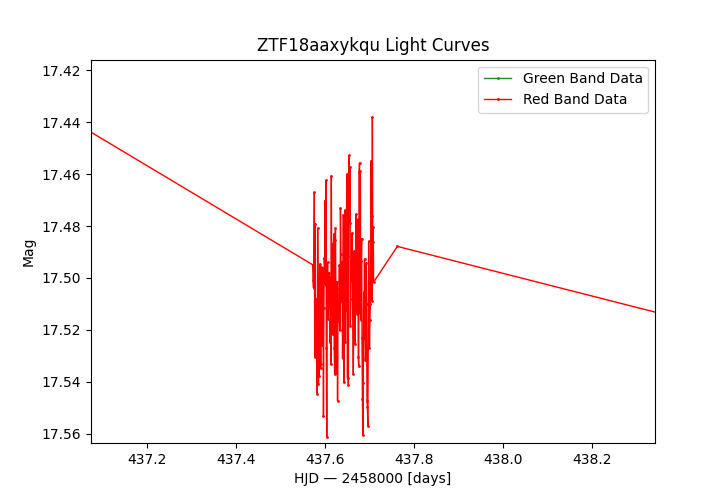 ZTF18aaxykqu Light Curves
Green Band Data
Red Band Data
Mag
17.42
17.44
17.46
17.48
17.50
17.52
17.54
17.56
437.2 437.4 437.6 437.8 438.0 438.2
HJD — 2458000 [days]